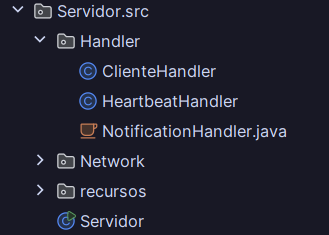 Servidor.src
Handler
ClienteHandler
HeartbeatHandler
NotificationHandler.java
Network
recursos
Servidor